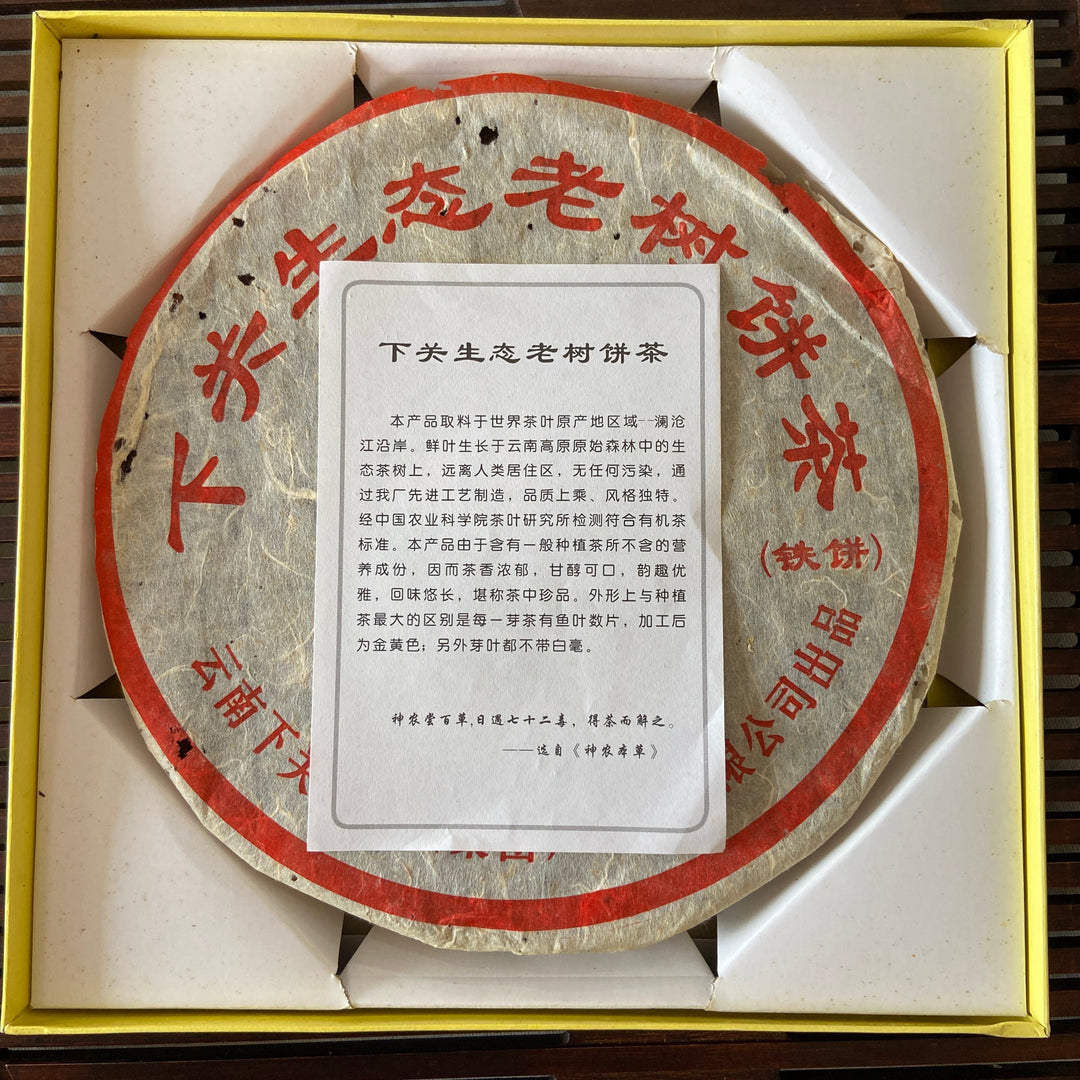 下关生态老树饼茶
(铁饼)
云南下关
限公司出品
下关生态老树饼茶
本产品取料于世界茶叶原产地区域--澜沧
江沿岸。鲜叶生长于云南高原原始森林中的生
态茶树上，远离人类居住区，无任何污染，通
过我厂先进工艺制造，品质上乘、风格独特。
经中国农业科学院茶叶研究所检测符合有机茶
标准。本产品由于含有一般种植茶所不含的营
养成份，因而茶香浓郁，甘醇可口，韵趣优
雅，回味悠长，堪称茶中珍品。外形上与种植
茶最大的区别是每一芽茶有鱼叶数片，加工后
为金黄色；另外芽叶都不带白毫。
神农尝百草,日遇七十二毒，得茶而解之。
——选自《神农本草》